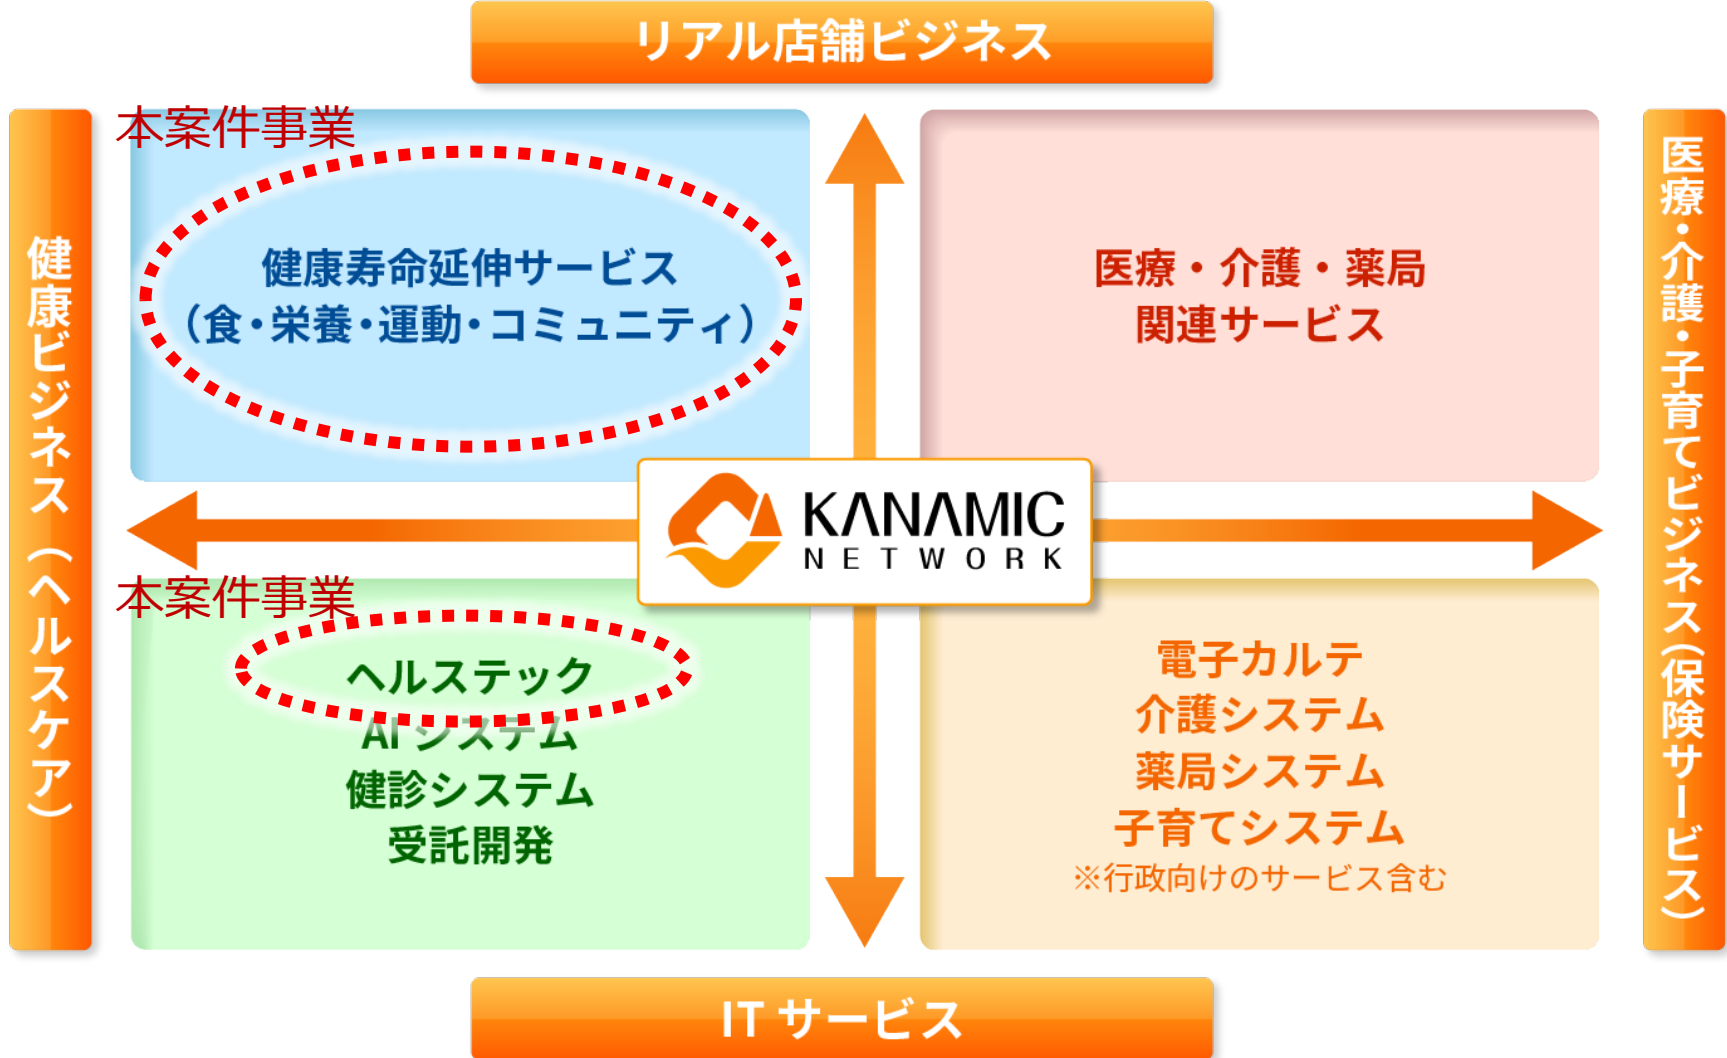 リアル店舗ビジネス
健康ビジネス（ヘルスケア）
本案件事業
健康寿命延伸サービス
（食・栄養・運動・コミュニティ）
医療・介護・薬局
関連サービス
医療・介護・子育てビジネス（保険サービス）
KANAMIC
NETWORK
本案件事業
ヘルステック
AIシステム
健診システム
受託開発
電子カルテ
介護システム
薬局システム
子育てシステム
※行政向けのサービス含む
IT サービス